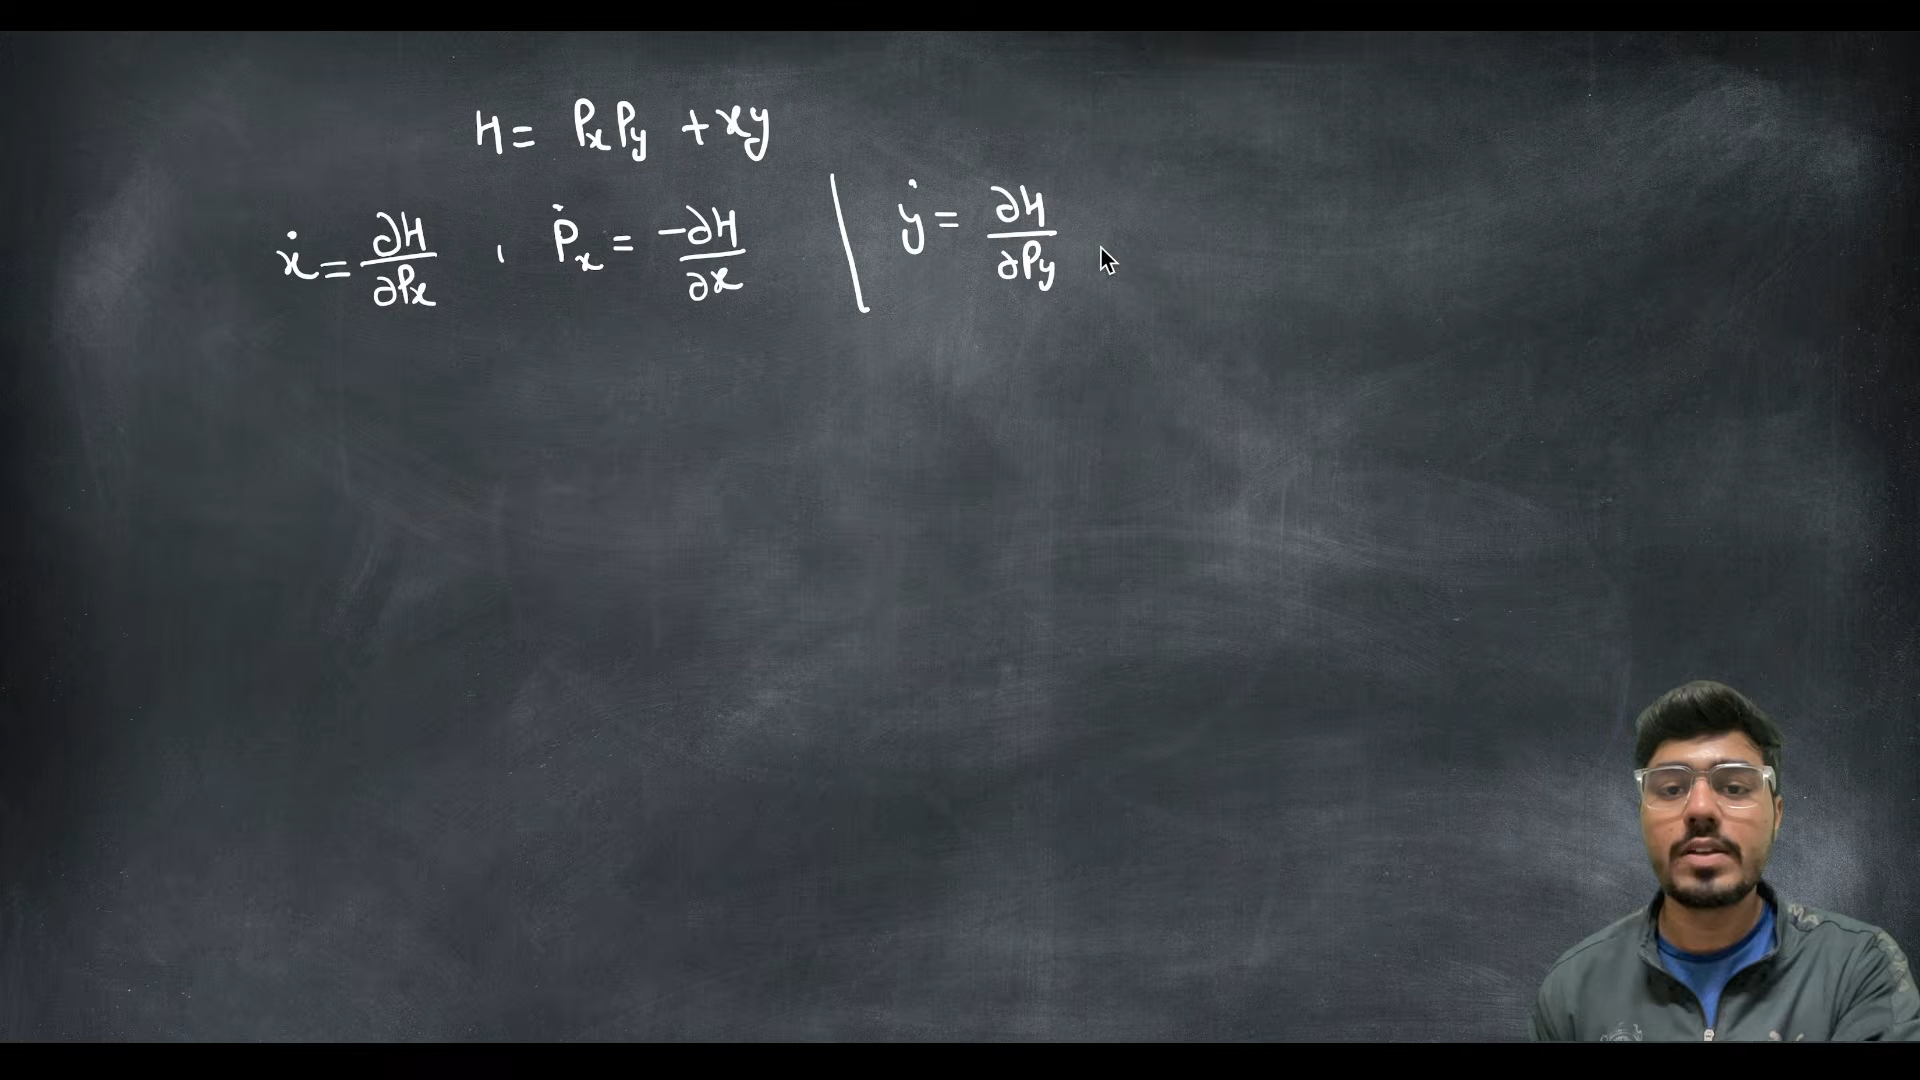 H = PxPy + xy
ẋ = ∂H/∂Px , Ṗx = -∂H/∂x | ẏ = ∂H/∂Py